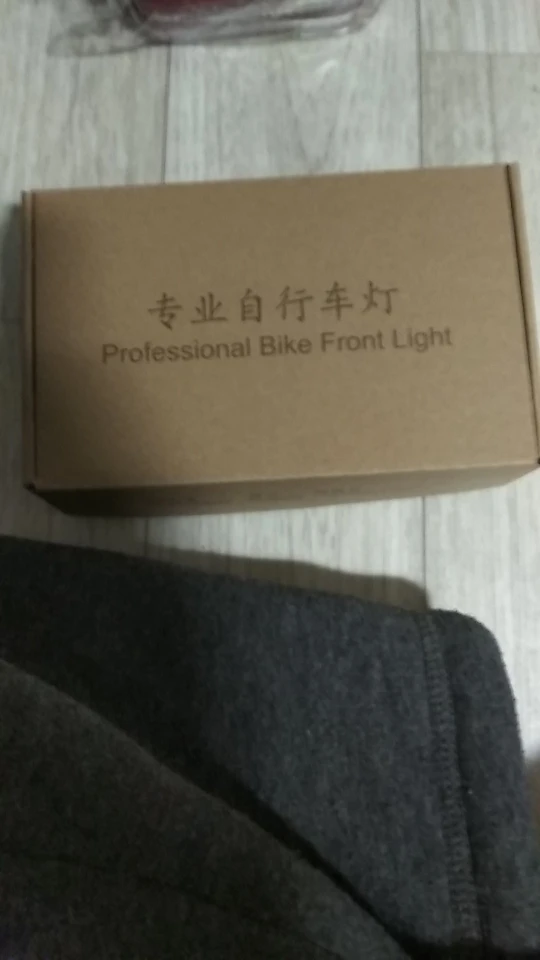 专业自行车灯
Professional Bike Front Light